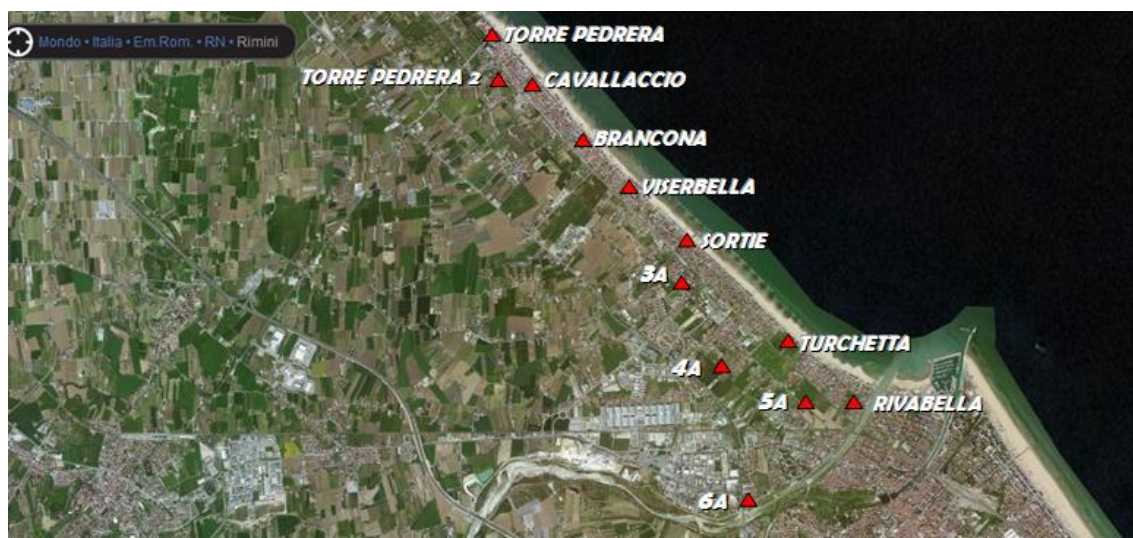 Mondo • Italia • Em.Rom. • RN • Rimini
TORRE PEDRERA
TORRE PEDRERA 2
CAVALLACCIO
BRANCONA
VISERBELLA
SORTIE
3A
TURCHETTA
4A
5A
RIVABELLA
6A